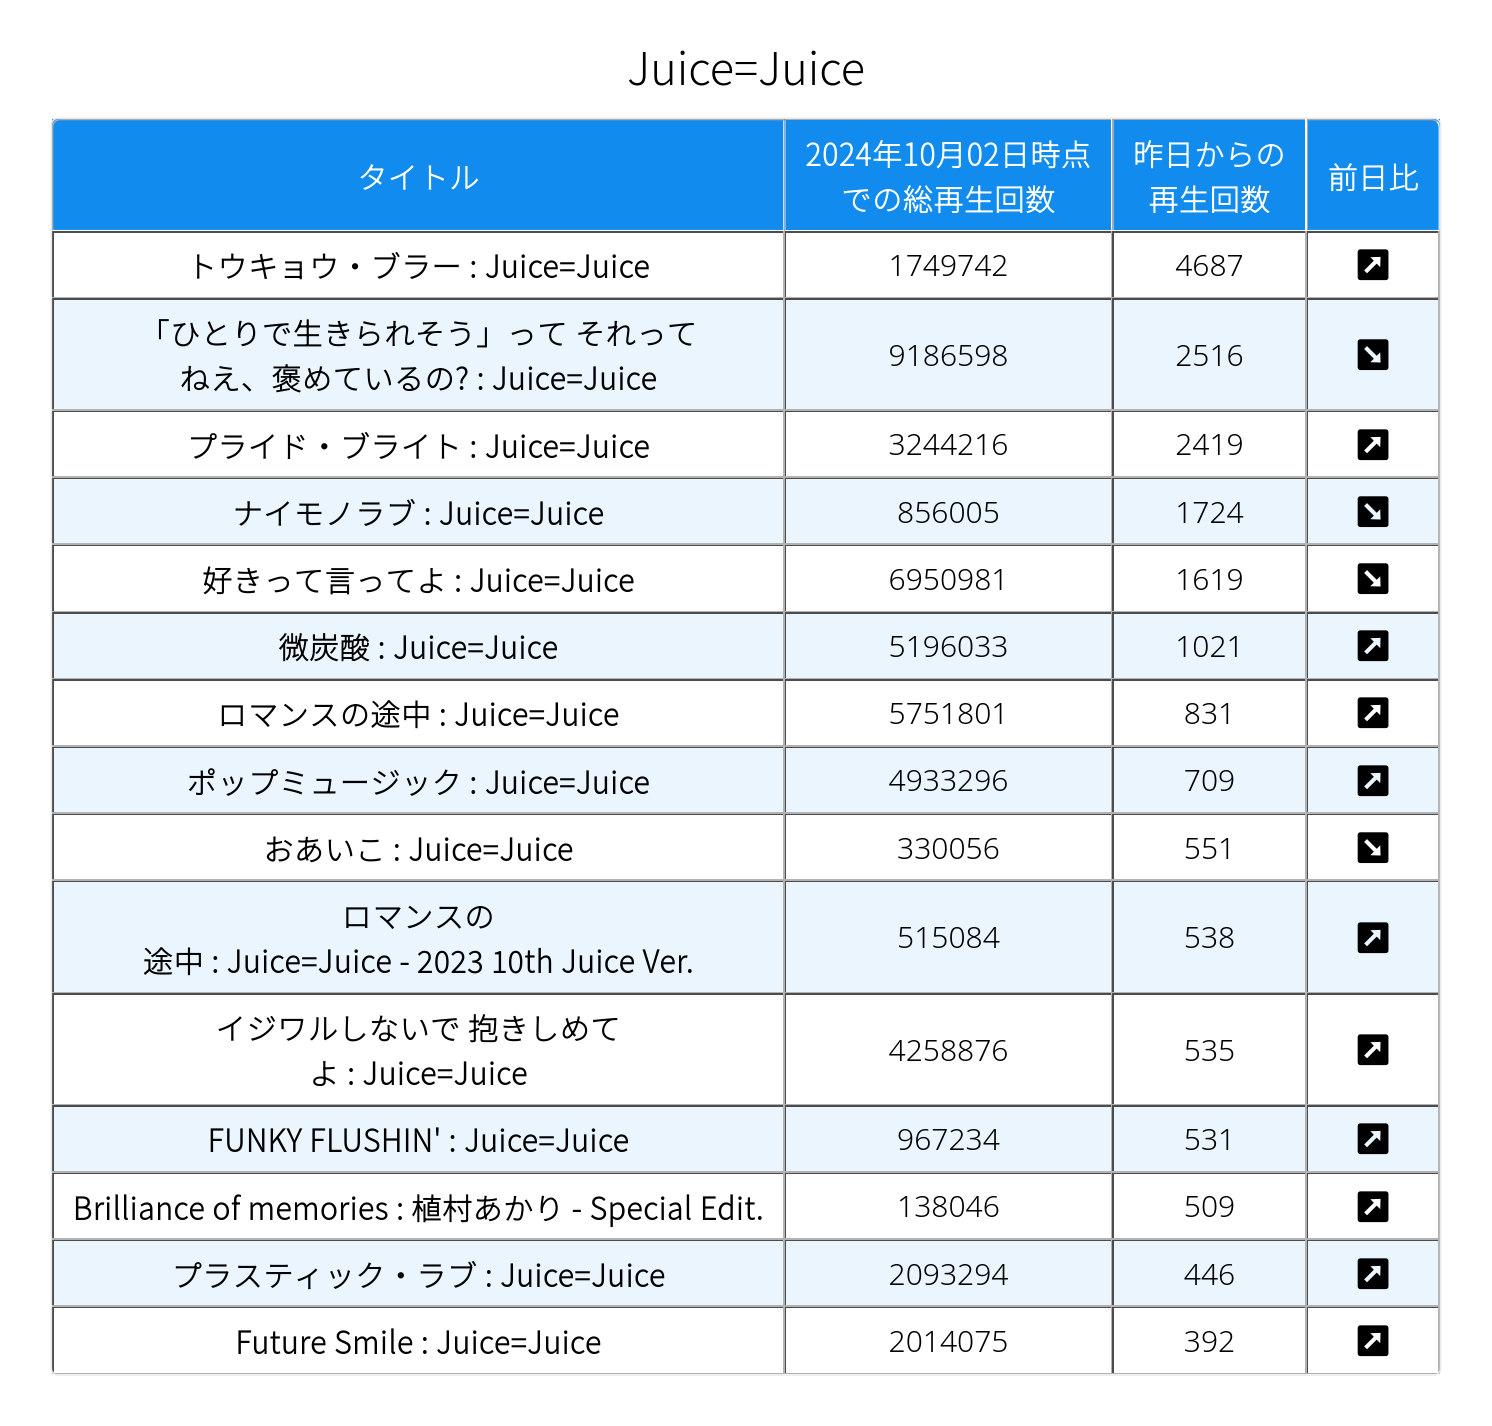 Juice=Juice
タイトル
2024年10月02日時点
での総再生回数
昨日からの
再生回数
前日比
トウキョウ・ブラー : Juice=Juice
1749742
4687
「ひとりで生きられそう」って それって
ねえ、褒めているの? : Juice=Juice
9186598
2516
プライド・ブライト : Juice=Juice
3244216
2419
ナイモノラブ : Juice=Juice
856005
1724
好きって言ってよ : Juice=Juice
6950981
1619
微炭酸 : Juice=Juice
5196033
1021
ロマンスの途中 : Juice=Juice
5751801
831
ポップミュージック : Juice=Juice
4933296
709
おあいこ : Juice=Juice
330056
551
ロマンスの
途中 : Juice=Juice - 2023 10th Juice Ver.
515084
538
イジワルしないで 抱きしめて
よ : Juice=Juice
4258876
535
FUNKY FLUSHIN' : Juice=Juice
967234
531
Brilliance of memories : 植村あかり - Special Edit.
138046
509
プラスティック・ラブ : Juice=Juice
2093294
446
Future Smile : Juice=Juice
2014075
392